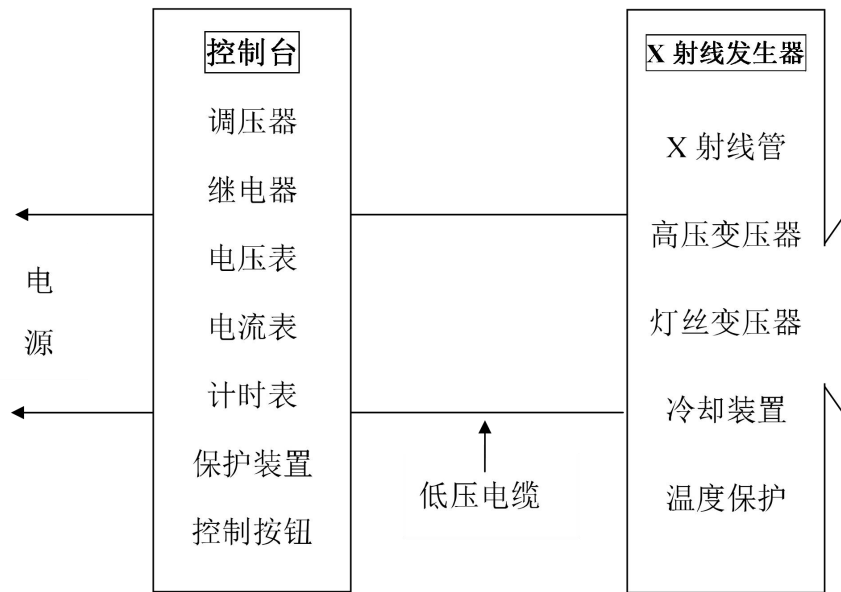 电
源
控制台
调压器
继电器
电压表
电流表
计时表
保护装置
控制按钮
低压电缆
X 射线发生器
X 射线管
高压变压器
灯丝变压器
冷却装置
温度保护